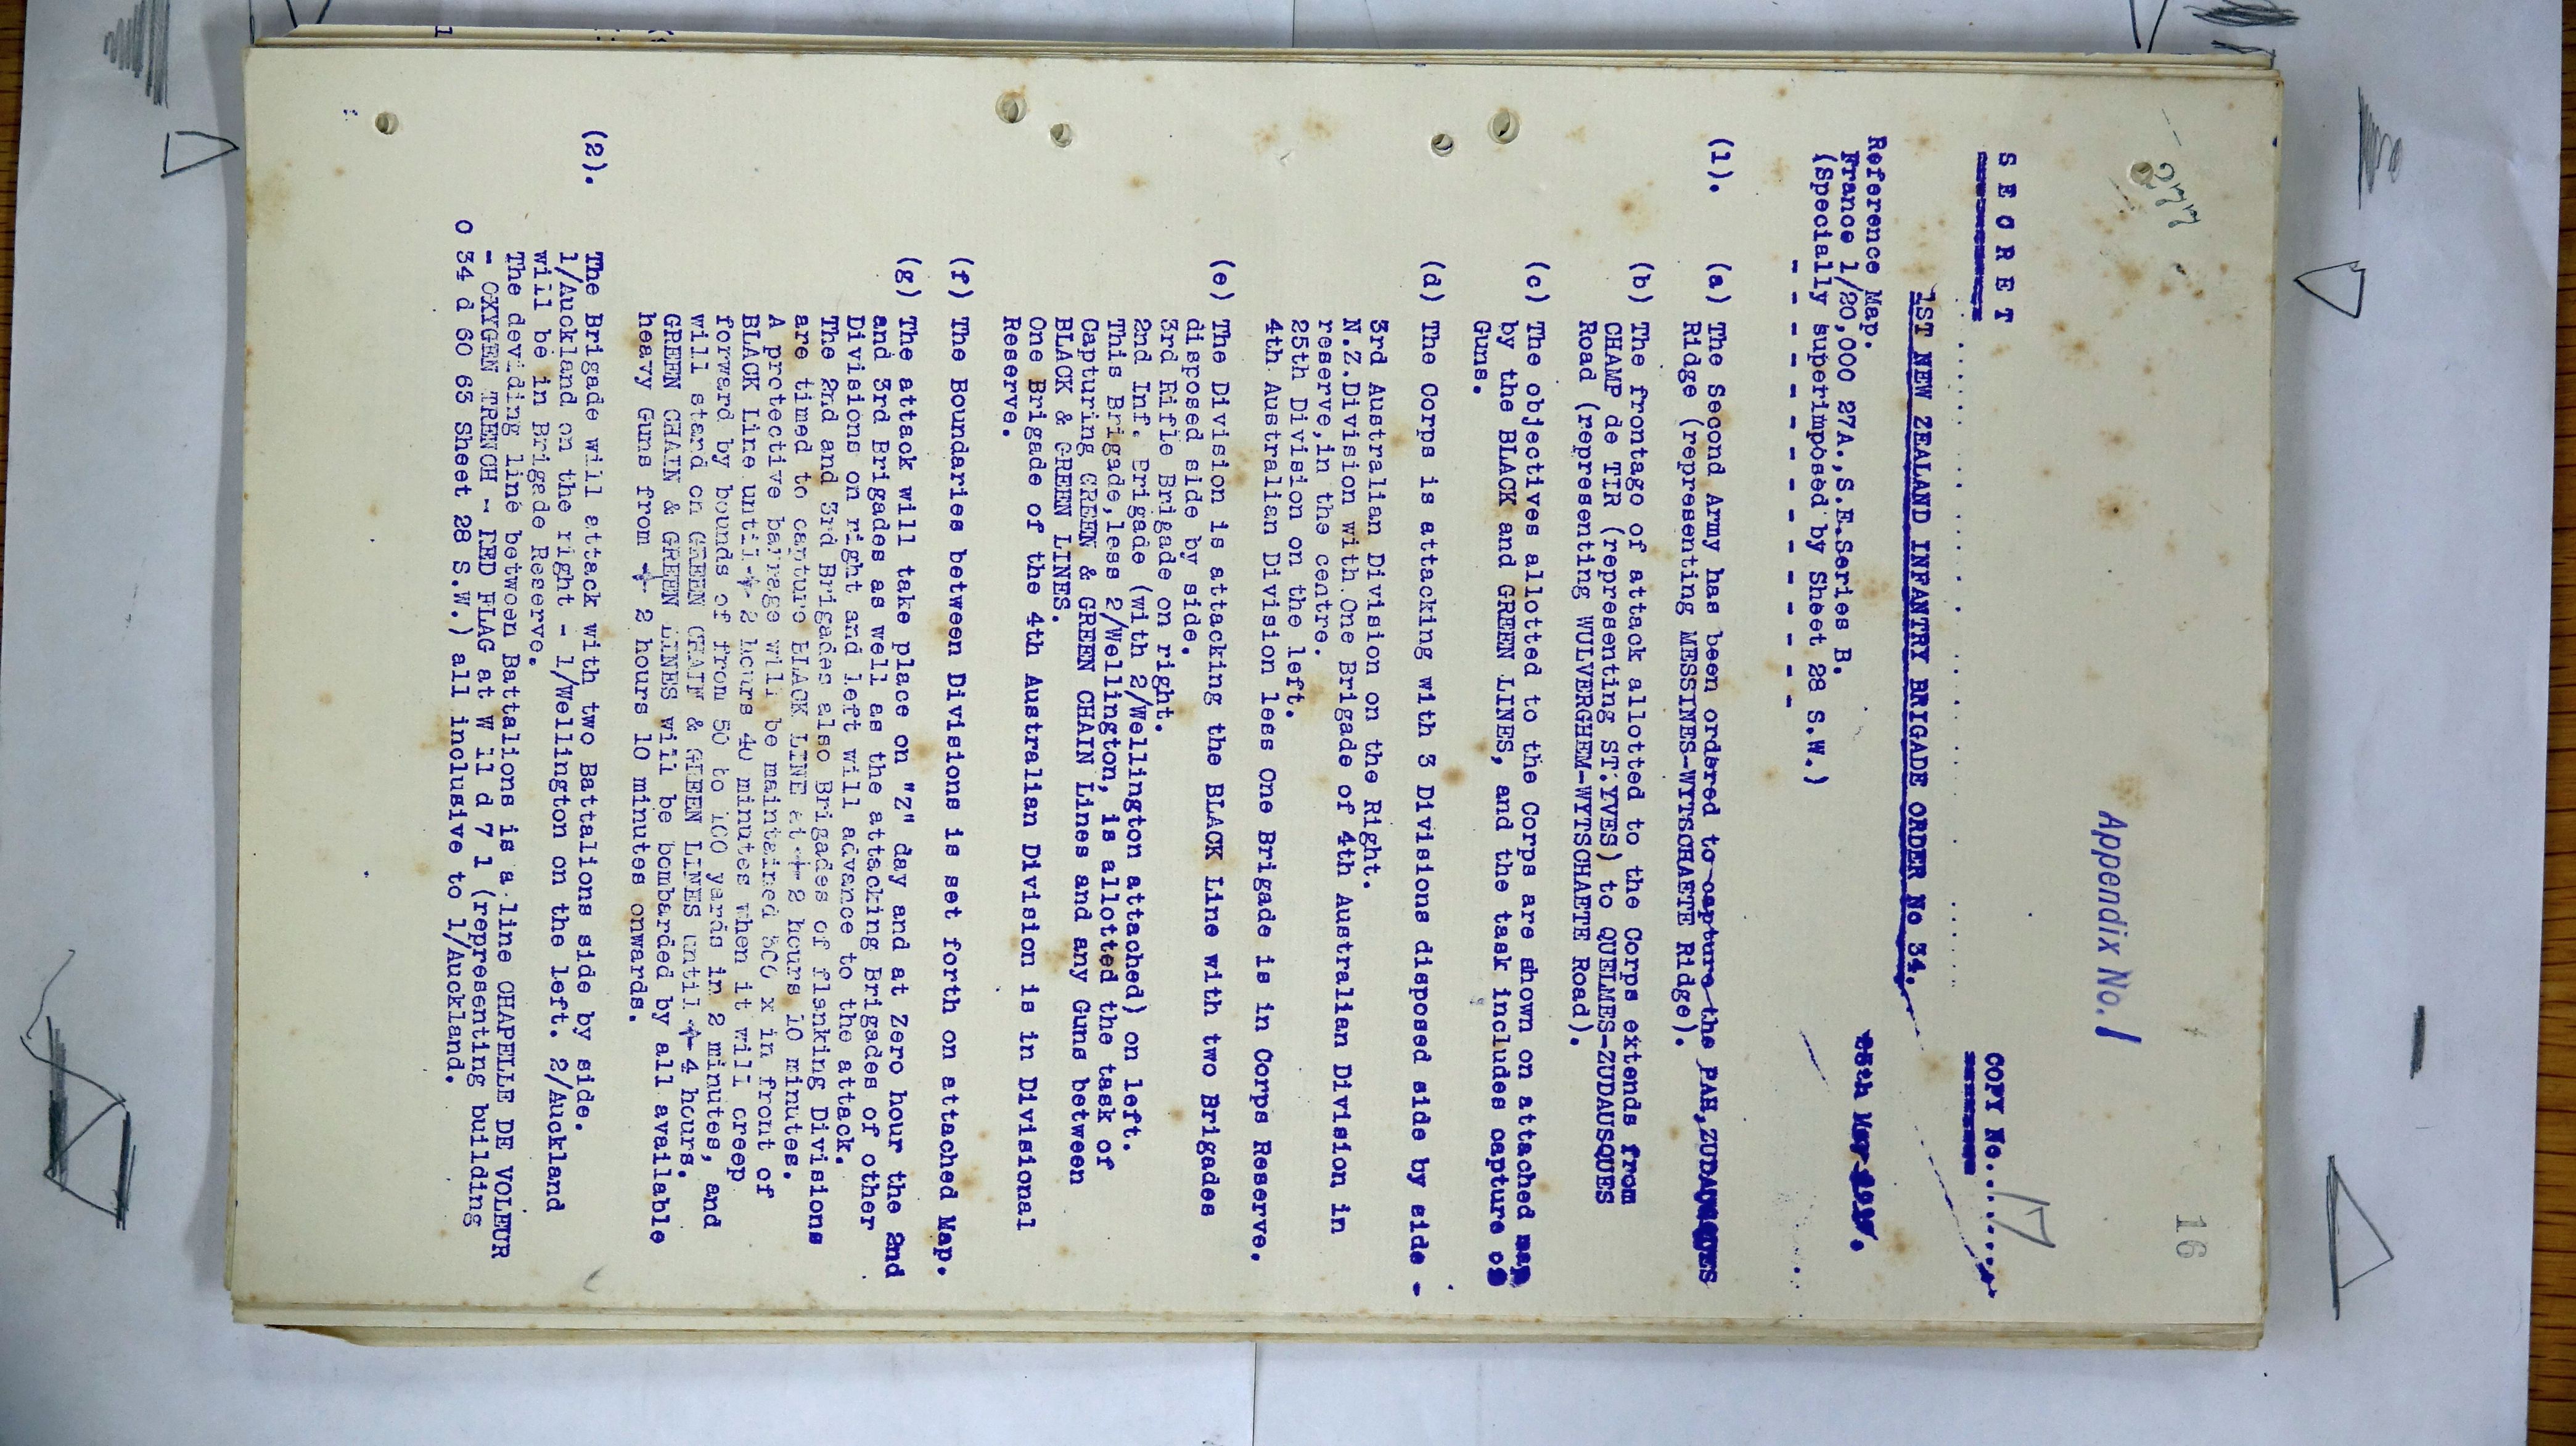 16
Appendix No. 1
S E C R E T
COPY No. 17
1ST NEW ZEALAND INFANTRY BRIGADE ORDER No 34.
Reference Map.
France 1/20,000 27A.,S.E.Series B.
(Specially superimposed by Sheet 28 S.W.)
25th May 1917.
(1). (a) The Second Army has been ordered to capture the PAH,ZUDAUSQUES
Ridge (representing MESSINES-WYTSCHAETE Ridge).
(b) The frontage of attack allotted to the Corps extends from
CHAMP de TIR (representing ST.YVES) to QUELMES-ZUDAUSQUES
Road (representing WULVERGHEM-WYTSCHAETE Road).
(c) The objectives allotted to the Corps are shown on attached map
by the BLACK and GREEN LINES, and the task includes capture of
Guns.
(d) The Corps is attacking with 3 Divisions disposed side by side -
3rd Australian Division on the Right.
N.Z.Division with One Brigade of 4th Australian Division in
reserve,in the centre.
25th Division on the left.
4th Australian Division less One Brigade is in Corps Reserve.
(e) The Division is attacking the BLACK Line with two Brigades
disposed side by side.
3rd Rifle Brigade on right.
2nd Inf. Brigade (with 2/Wellington attached) on left.
This Brigade,less 2/Wellington, is allotted the task of
Capturing GREEN & GREEN CHAIN Lines and any Guns between
BLACK & GREEN LINES.
One Brigade of the 4th Australian Division is in Divisional
Reserve.
(f) The Boundaries between Divisions is set forth on attached Map.
(g) The attack will take place on "Z" day and at Zero hour the 2nd
and 3rd Brigades as well as the attacking Brigades of other
Divisions on right and left will advance to the attack.
The 2nd and 3rd Brigades also Brigades of flanking Divisions
are timed to capture BLACK LINE at + 2 hours 10 minutes.
A protective barrage will be maintained 300 x in front of
BLACK Line until + 2 hours 40 minutes when it will creep
forward by bounds of from 50 to 100 yards in 2 minutes, and
will stand on GREEN CHAIN & GREEN LINES until + 4 hours.
GREEN CHAIN & GREEN LINES will be bombarded by all available
heavy Guns from + 2 hours 10 minutes onwards.
(2). The Brigade will attack with two Battalions side by side.
1/Auckland on the right - 1/Wellington on the left. 2/Auckland
will be in Brigade Reserve.
The deviding line between Battalions is a line CHAPELLE DE VOLEUR
- OXYGEN TRENCH - RED FLAG at W 11 d 7 1 (representing building
O 34 d 60 63 Sheet 28 S.W.) all inclusive to 1/Auckland.